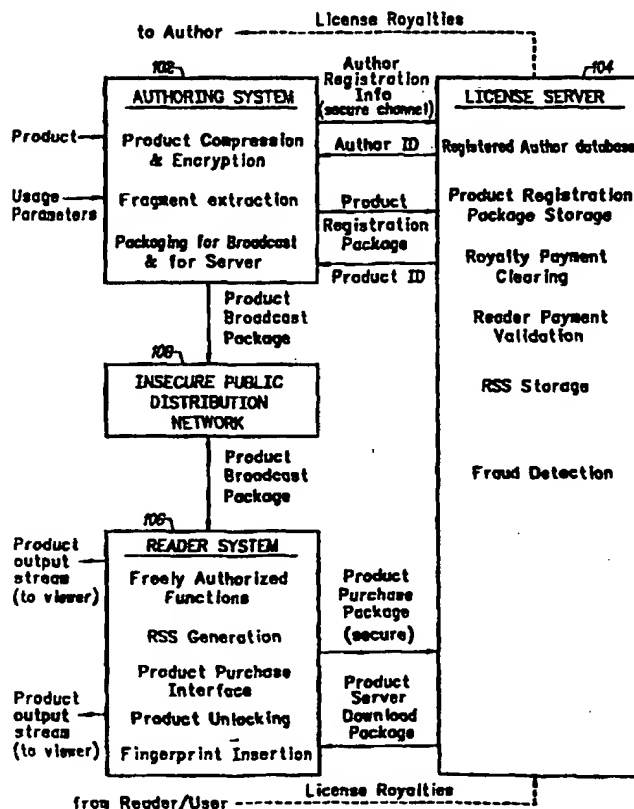 License Royalties
to Author
102
AUTHORING SYSTEM
Product Compression
& Encryption
Fragment extraction
Packaging for Broadcast
& for Server
Product
Usage
Parameters
Author
Registration
Info
(secure channel)
Author ID
Product
Registration
Package
Product ID
104
LICENSE SERVER
Registered Author database
Product Registration
Package Storage
Royalty Payment
Clearing
Reader Payment
Validation
RSS Storage
Fraud Detection
Product
Broadcast
Package
108
INSECURE PUBLIC
DISTRIBUTION
NETWORK
Product
Broadcast
Package
106
READER SYSTEM
Freely Authorized
Functions
RSS Generation
Product Purchase
Interface
Product Unlocking
Fingerprint Insertion
Product
output
stream
(to viewer)
Product
output
stream
(to viewer)
Product
Purchase
Package
(secure)
Product
Server
Download
Package
License Royalties
from Reader/User